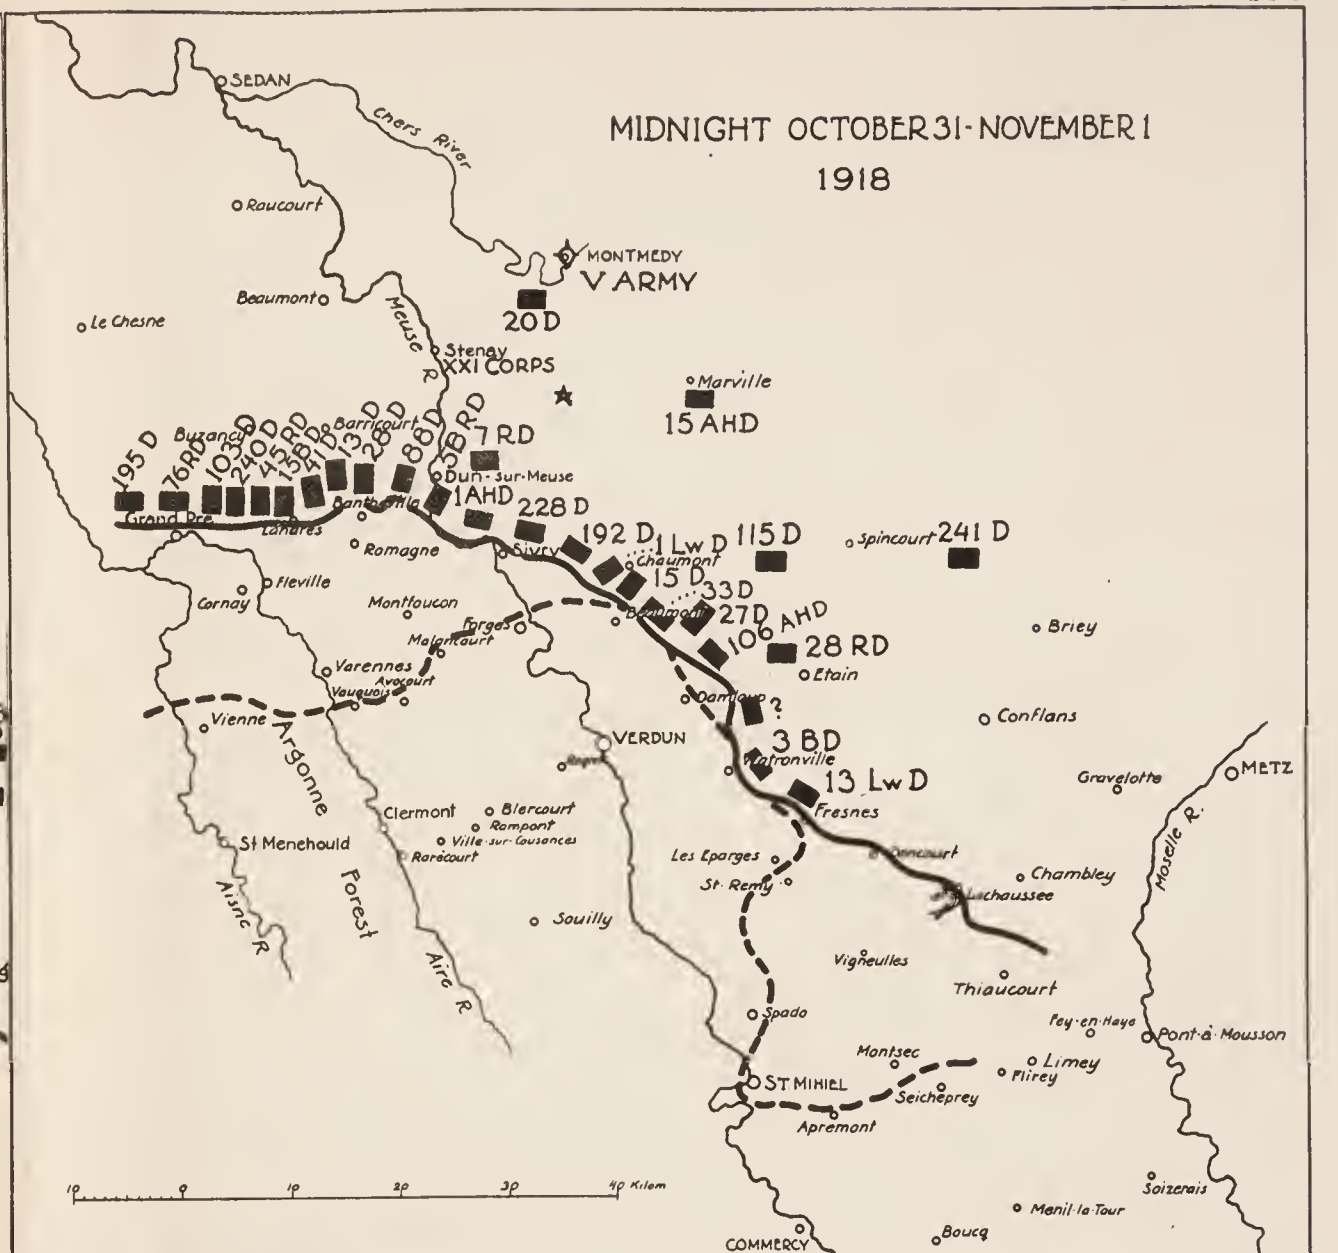 MIDNIGHT OCTOBER 31 - NOVEMBER 1
1918
SEDAN
Chers River
Raucourt
MONTMEDY
V ARMY
Beaumont
Meuse R
20 D
Le Chesne
Stenay
XXI CORPS
Marville
15 AHD
Buzancy
Barricourt
195 D
76 RD
103 D
240 D
45 RD
15 BD
41 D
13 D
28 D
88 D
5 B RD
7 RD
Dun-sur-Meuse
1 AHD
Grand Pré
Landres
Bantheville
228 D
192 D
1 Lw D
115 D
Spincourt
241 D
Romagne
Sivry
Chaumont
15 D
Fleville
Cornay
33 D
27 D
Beaumont
106 AHD
Montfoucon
Forges
Malancourt
28 RD
Briey
Etain
Varennes
Avocourt
Vauquois
Damloup
?
Vienne
Conflans
VERDUN
3 BD
Watronville
Argonne
Forest
Gravelotte
METZ
13 Lw D
Fresnes
Moselle R.
Clermont
Blercourt
Rampont
Ville-sur-Cousances
St Menehould
Rarécourt
Les Eparges
St. Remy
Chambley
Lachaussee
Aisne R
Souilly
Aire R
Vigneulles
Thiaucourt
Spado
Fey-en-Haye
Pont-à-Mousson
Montsec
Limey
Flirey
ST MIHIEL
Seicheprey
Apremont
10 0 10 20 30 40 Kilom
Saizerais
Menil-la-Tour
COMMERCY
Boucq